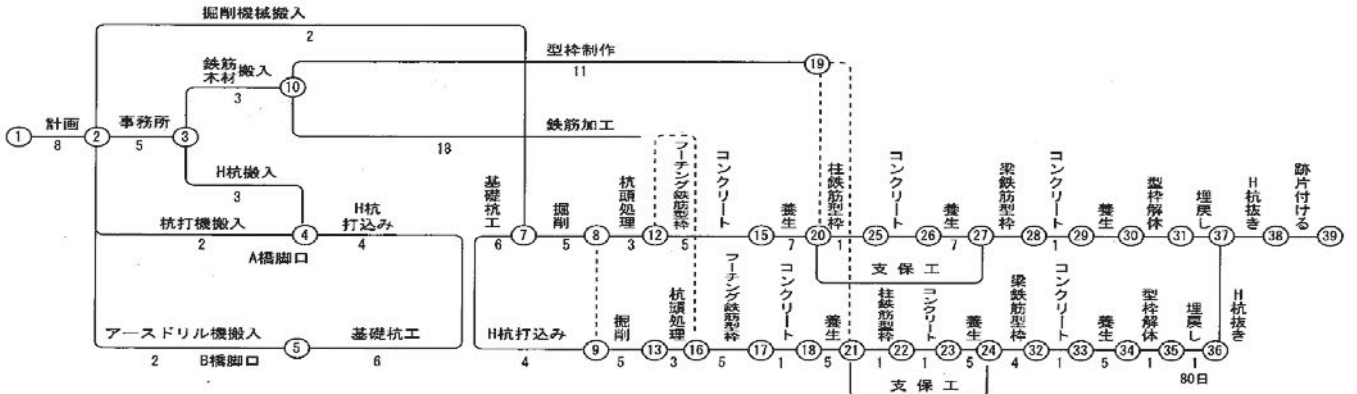 掘削機械搬入
2
型枠制作
11
鉄筋
木材
搬入
3
⑩
⑲
①
計画
8
②
事務所
5
③
鉄筋加工
18
H杭搬入
3
杭打機搬入
2
④
H杭
打込み
4
A橋脚口
基礎杭工
6
⑦
掘削
5
⑧
杭頭処理
3
⑫
フーチング鉄筋型枠
5
コンクリート
⑮
養生
7
⑳
柱鉄筋型枠
1
㉕
コンクリート
㉖
養生
7
㉗
梁鉄筋型枠
㉘
コンクリート
1
㉙
養生
㉚
型枠解体
㉛
埋戻し
㊲
H杭抜き
㊳
跡片付ける
㊴
支保工
アースドリル機搬入
2
B橋脚口
⑤
基礎杭工
6
H杭打込み
4
⑨
掘削
5
⑬
杭頭処理
3
⑯
フーチング鉄筋型枠
5
⑰
コンクリート
1
⑱
養生
5
㉑
柱鉄筋型枠
1
㉒
コンクリート
1
㉓
養生
5
㉔
梁鉄筋型枠
4
㉜
コンクリート
1
㉝
養生
5
㉞
型枠解体
1
㉟
埋戻し
1
㊱
H杭抜き
80日
支保工